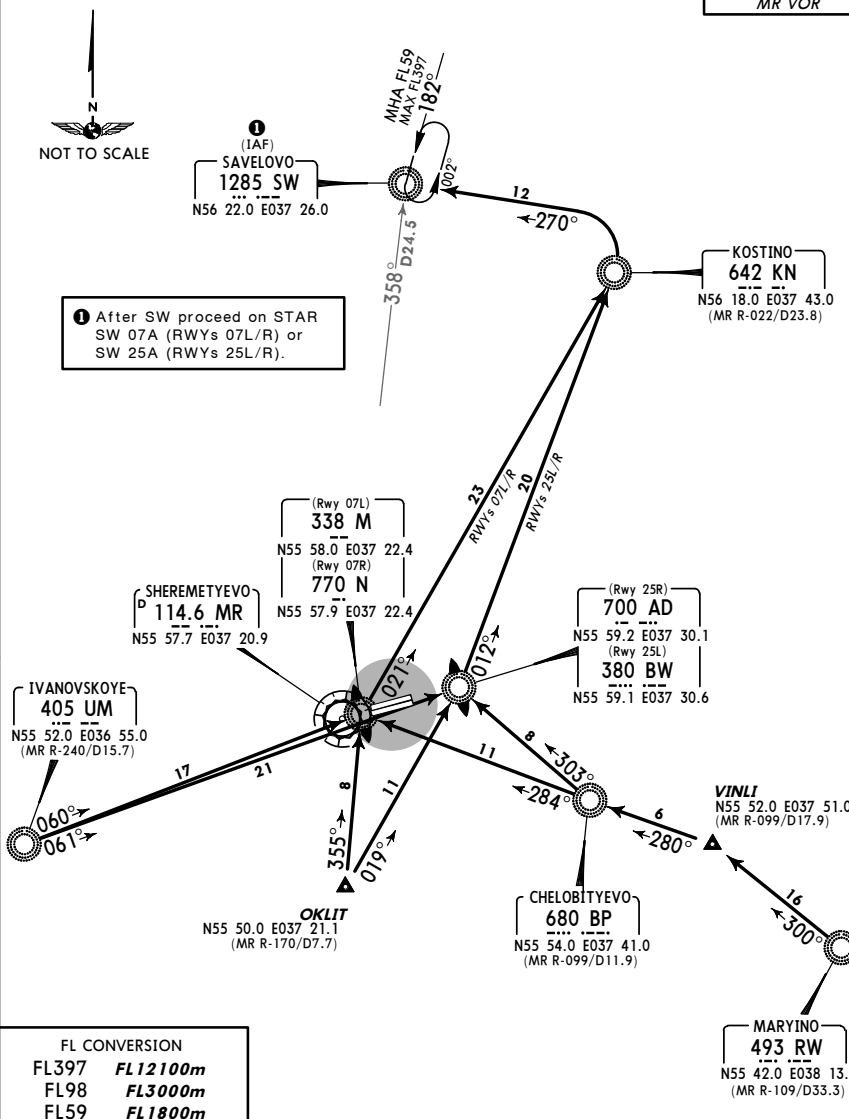 MR VOR
N
NOT TO SCALE
MHA FL59
MAX FL397
182°
002°
1
(IAF)
SAVELOVO
1285 SW
N56 22.0 E037 26.0
12
270°
358°
D24.5
KOSTINO
642 KN
N56 18.0 E037 43.0
(MR R-022/D23.8)
1 After SW proceed on STAR
SW 07A (RWYs 07L/R) or
SW 25A (RWYs 25L/R).
23
RWYs 07L/R
20
RWYs 25L/R
(Rwy 07L)
338 M
N55 58.0 E037 22.4
(Rwy 07R)
770 N
N55 57.9 E037 22.4
SHEREMETYEVO
D 114.6 MR
N55 57.7 E037 20.9
(Rwy 25R)
700 AD
N55 59.2 E037 30.1
(Rwy 25L)
380 BW
N55 59.1 E037 30.6
021°
012°
IVANOVSKOYE
405 UM
N55 52.0 E036 55.0
(MR R-240/D15.7)
17
21
060°
061°
8
11
355°
019°
11
284°
8
303°
6
280°
VINLI
N55 52.0 E037 51.0
(MR R-099/D17.9)
OKLIT
N55 50.0 E037 21.1
(MR R-170/D7.7)
CHELOBITYEVO
680 BP
N55 54.0 E037 41.0
(MR R-099/D11.9)
16
300°
MARYINO
493 RW
N55 42.0 E038 13.
(MR R-109/D33.3)
FL CONVERSION
FL397 FL12100m
FL98 FL3000m
FL59 FL1800m